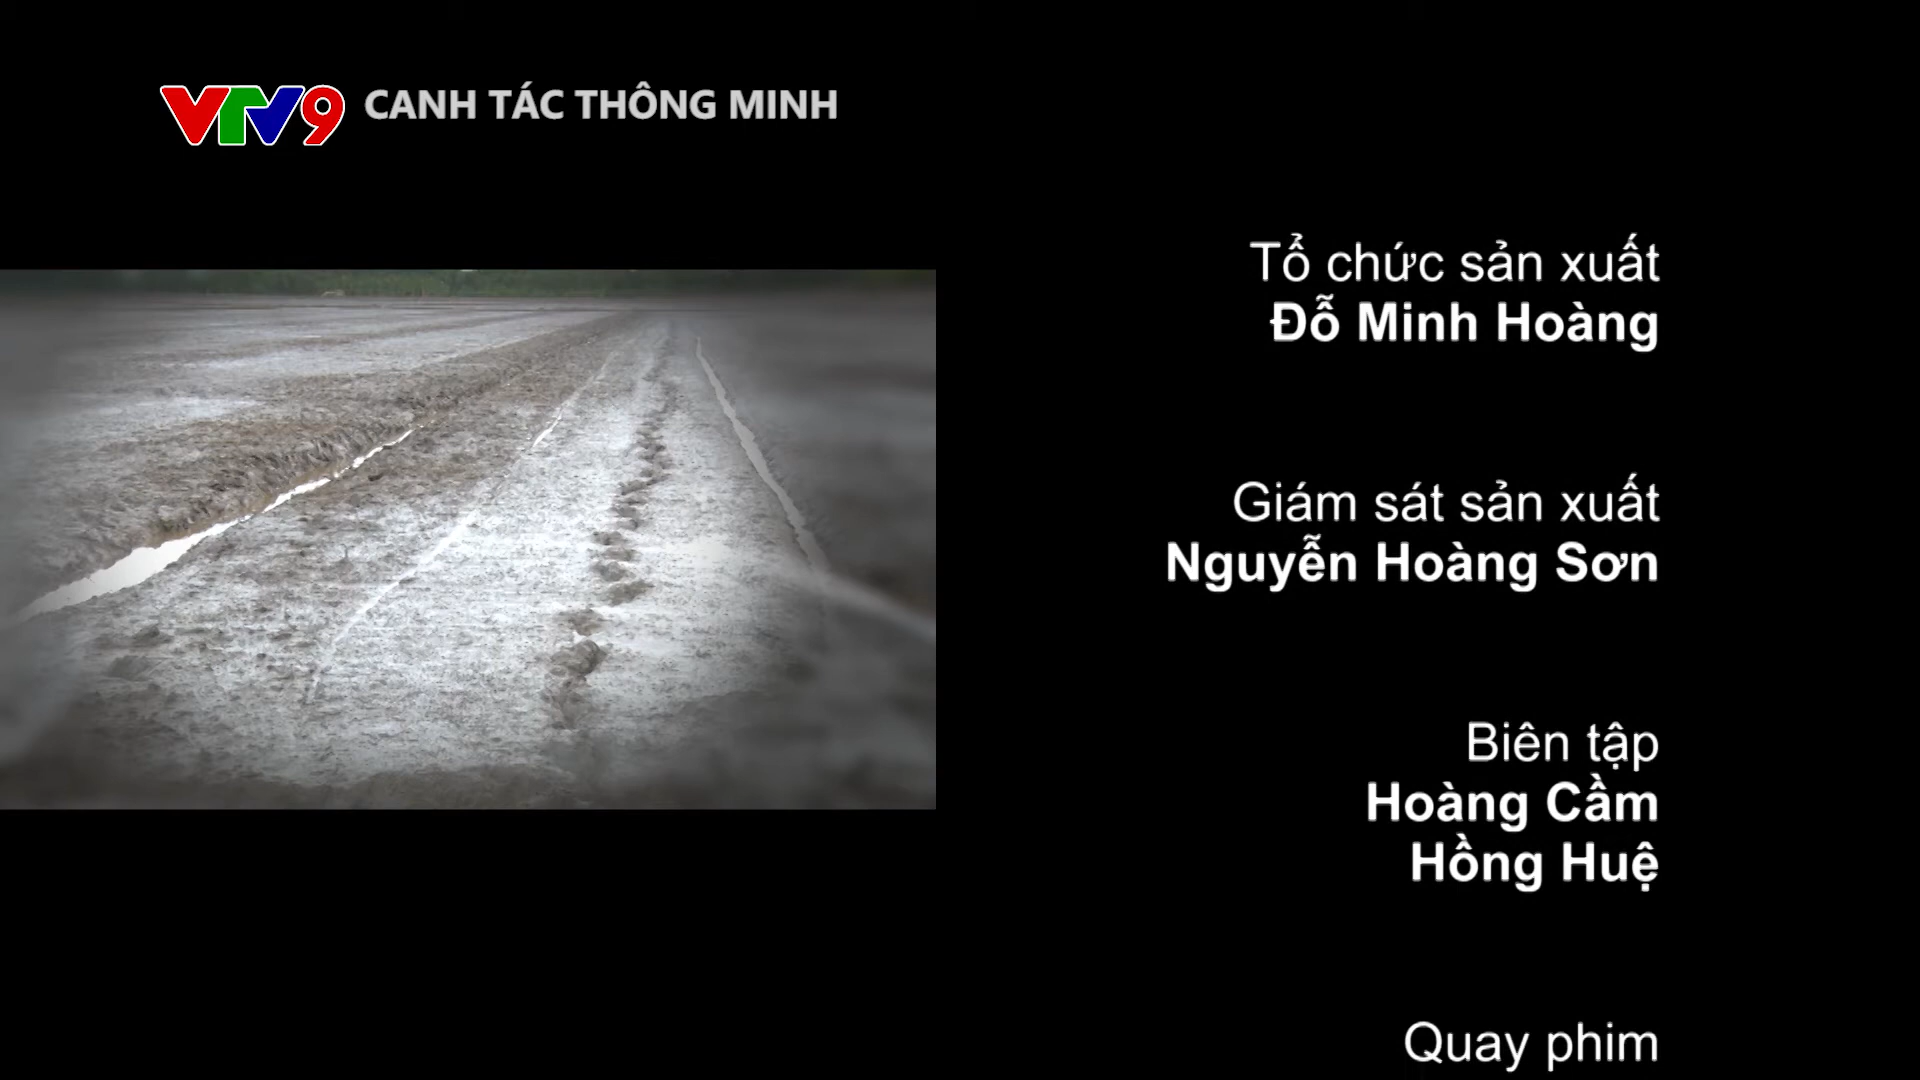 VTV9 CANH TÁC THÔNG MINH
Tổ chức sản xuất
Đỗ Minh Hoàng
Giám sát sản xuất
Nguyễn Hoàng Sơn
Biên tập
Hoàng Cầm
Hồng Huệ
Quay phim